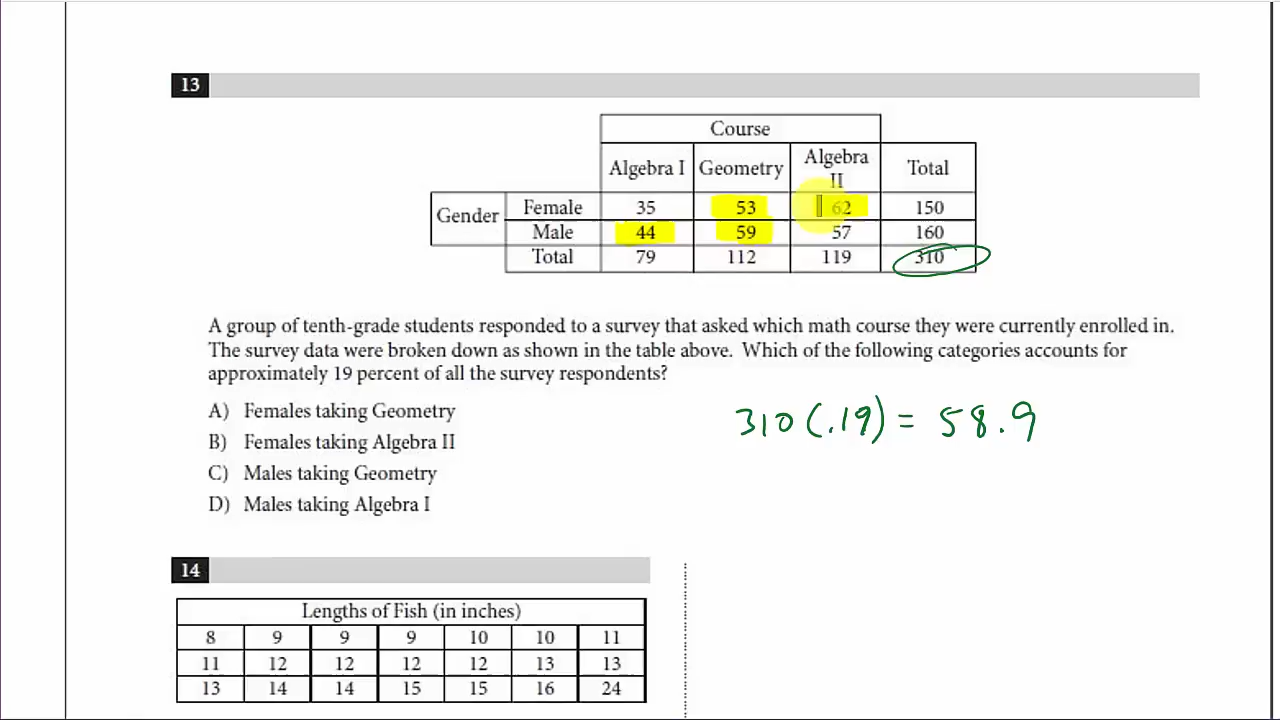 13
Course
Algebra I Geometry Algebra II Total
Gender Female 35 53 62 150
Male 44 59 57 160
Total 79 112 119 310
A group of tenth-grade students responded to a survey that asked which math course they were currently enrolled in.
The survey data were broken down as shown in the table above. Which of the following categories accounts for
approximately 19 percent of all the survey respondents?
A) Females taking Geometry
310 (.19) = 58.9
B) Females taking Algebra II
C) Males taking Geometry
D) Males taking Algebra I
14
Lengths of Fish (in inches)
8 9 9 9 10 10 11
11 12 12 12 12 13 13
13 14 14 15 15 16 24